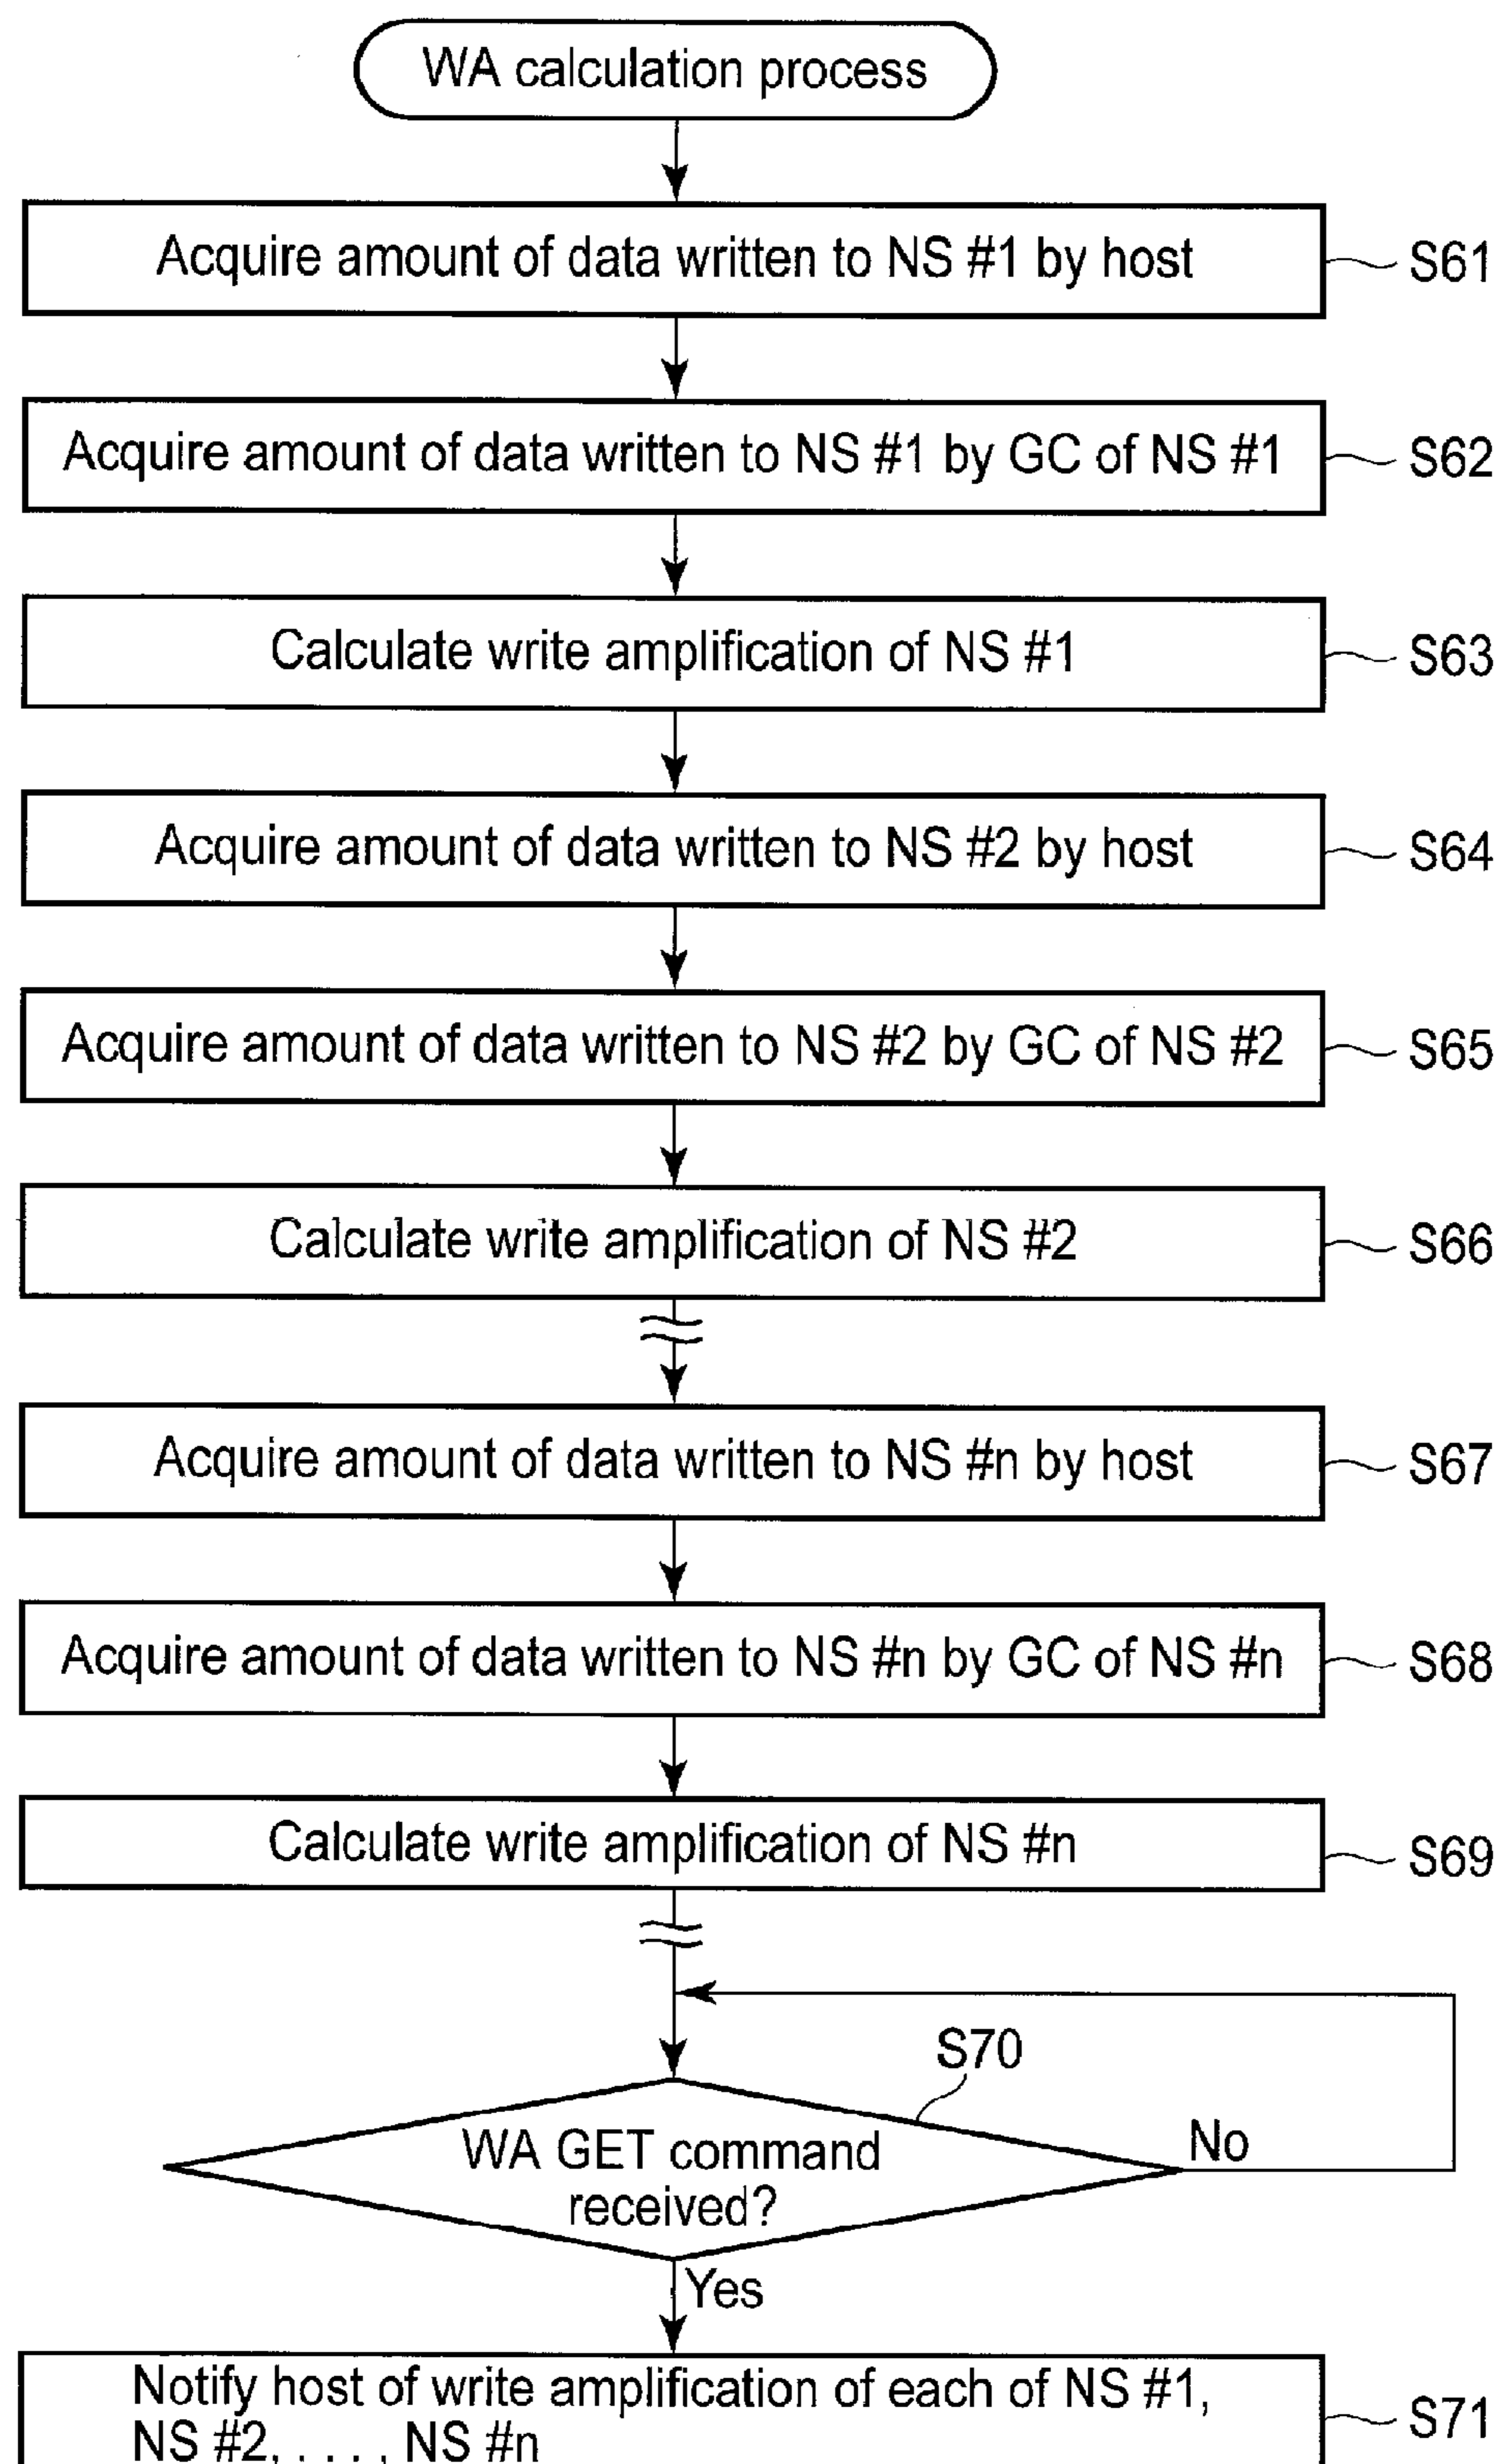 WA calculation process
Acquire amount of data written to NS #1 by host
S61
Acquire amount of data written to NS #1 by GC of NS #1
S62
Calculate write amplification of NS #1
S63
Acquire amount of data written to NS #2 by host
S64
Acquire amount of data written to NS #2 by GC of NS #2
S65
Calculate write amplification of NS #2
S66
Acquire amount of data written to NS #n by host
S67
Acquire amount of data written to NS #n by GC of NS #n
S68
Calculate write amplification of NS #n
S69
S70
WA GET command
received?
No
Yes
Notify host of write amplification of each of NS #1,
NS #2, . . . , NS #n
S71